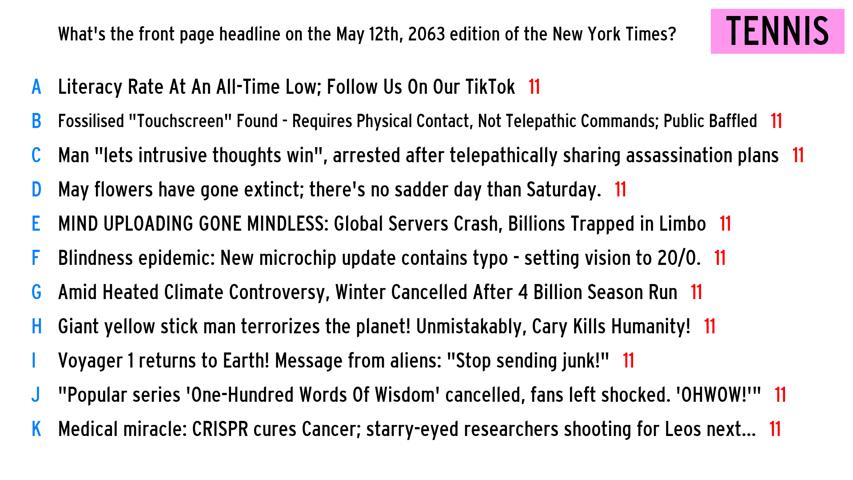 What's the front page headline on the May 12th, 2063 edition of the New York Times?
TENNIS
A Literacy Rate At An All-Time Low; Follow Us On Our TikTok 11
B Fossilised "Touchscreen" Found - Requires Physical Contact, Not Telepathic Commands; Public Baffled 11
C Man "lets intrusive thoughts win", arrested after telepathically sharing assassination plans 11
D May flowers have gone extinct; there's no sadder day than Saturday. 11
E MIND UPLOADING GONE MINDLESS: Global Servers Crash, Billions Trapped in Limbo 11
F Blindness epidemic: New microchip update contains typo - setting vision to 20/0. 11
G Amid Heated Climate Controversy, Winter Cancelled After 4 Billion Season Run 11
H Giant yellow stick man terrorizes the planet! Unmistakably, Cary Kills Humanity! 11
I Voyager 1 returns to Earth! Message from aliens: "Stop sending junk!" 11
J "Popular series 'One-Hundred Words Of Wisdom' cancelled, fans left shocked. 'OHWOW!'" 11
K Medical miracle: CRISPR cures Cancer; starry-eyed researchers shooting for Leos next... 11